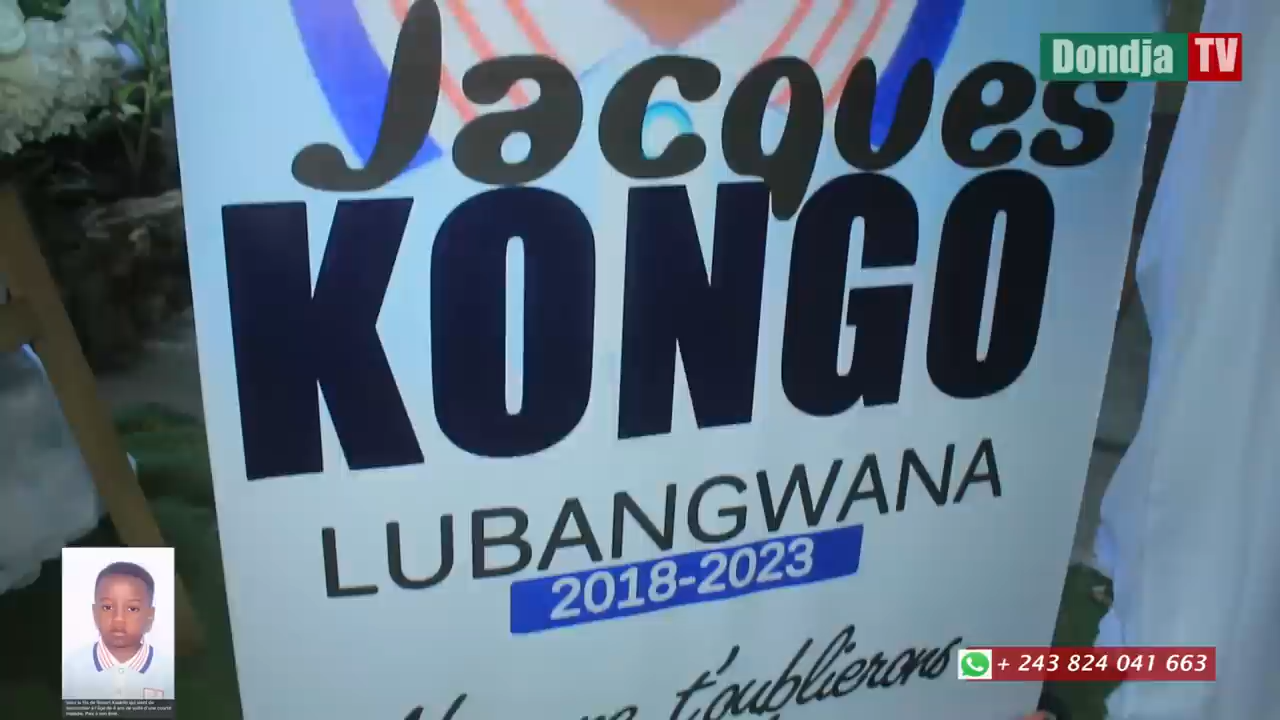 Dondja TV
Jacques
KONGO
LUBANGWANA
2018-2023
t'oublierons
+ 243 824 041 663